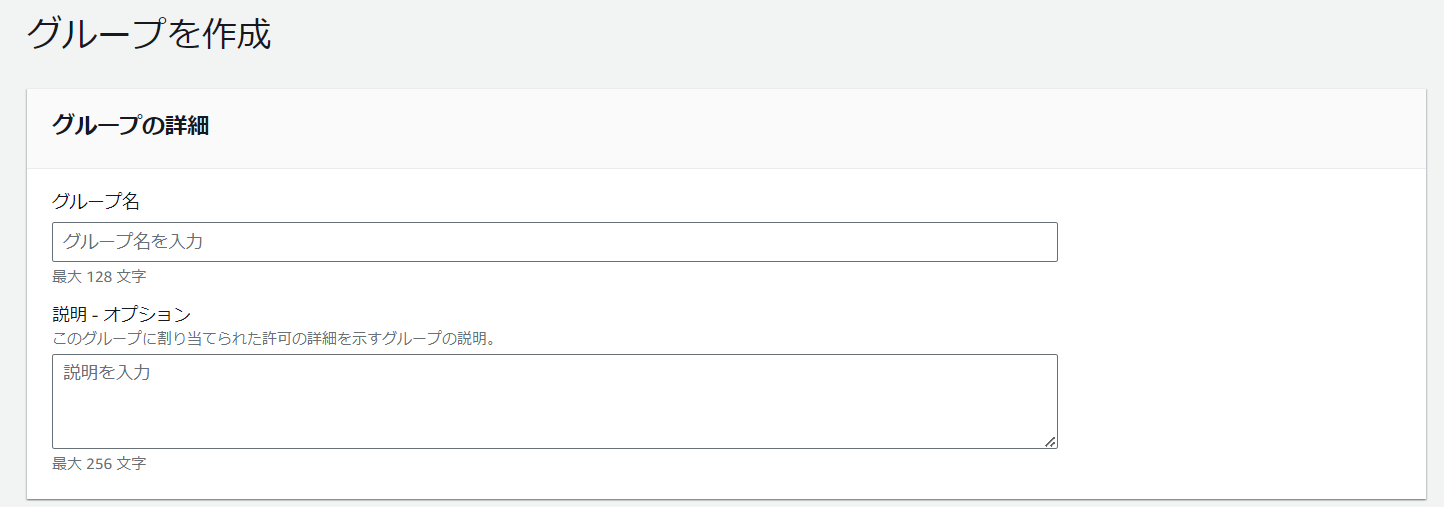 グループを作成
グループの詳細
グループ名
グループ名を入力
最大 128 文字
説明 - オプション
このグループに割り当てられた許可の詳細を示すグループの説明。
説明を入力
最大 256 文字